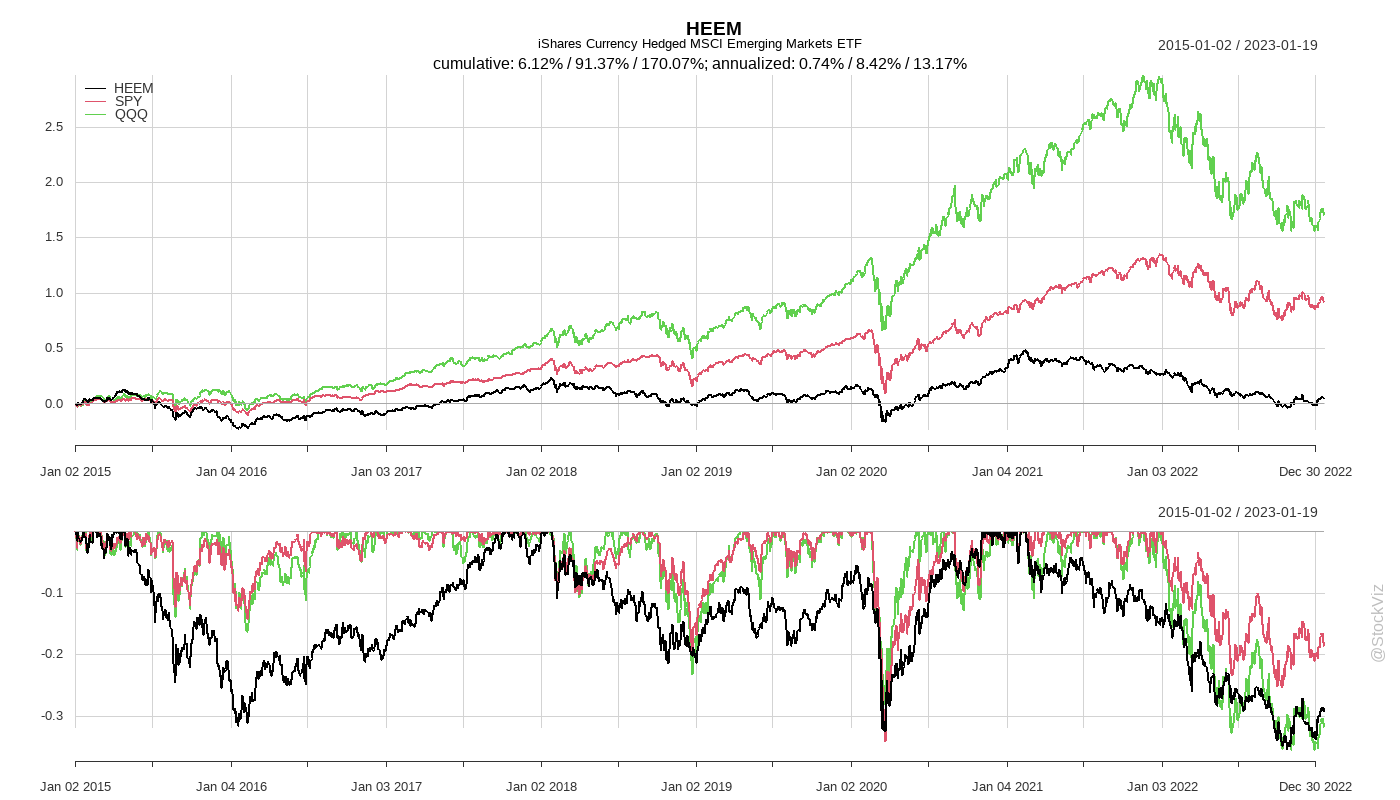 HEEM
iShares Currency Hedged MSCI Emerging Markets ETF
2015-01-02 / 2023-01-19
cumulative: 6.12% / 91.37% / 170.07%; annualized: 0.74% / 8.42% / 13.17%
HEEM
SPY
QQQ
2.5
2.0
1.5
1.0
0.5
0.0
Jan 02 2015 Jan 04 2016 Jan 03 2017 Jan 02 2018 Jan 02 2019 Jan 02 2020 Jan 04 2021 Jan 03 2022 Dec 30 2022
2015-01-02 / 2023-01-19
-0.1
-0.2
-0.3
Jan 02 2015 Jan 04 2016 Jan 03 2017 Jan 02 2018 Jan 02 2019 Jan 02 2020 Jan 04 2021 Jan 03 2022 Dec 30 2022
@StockViz